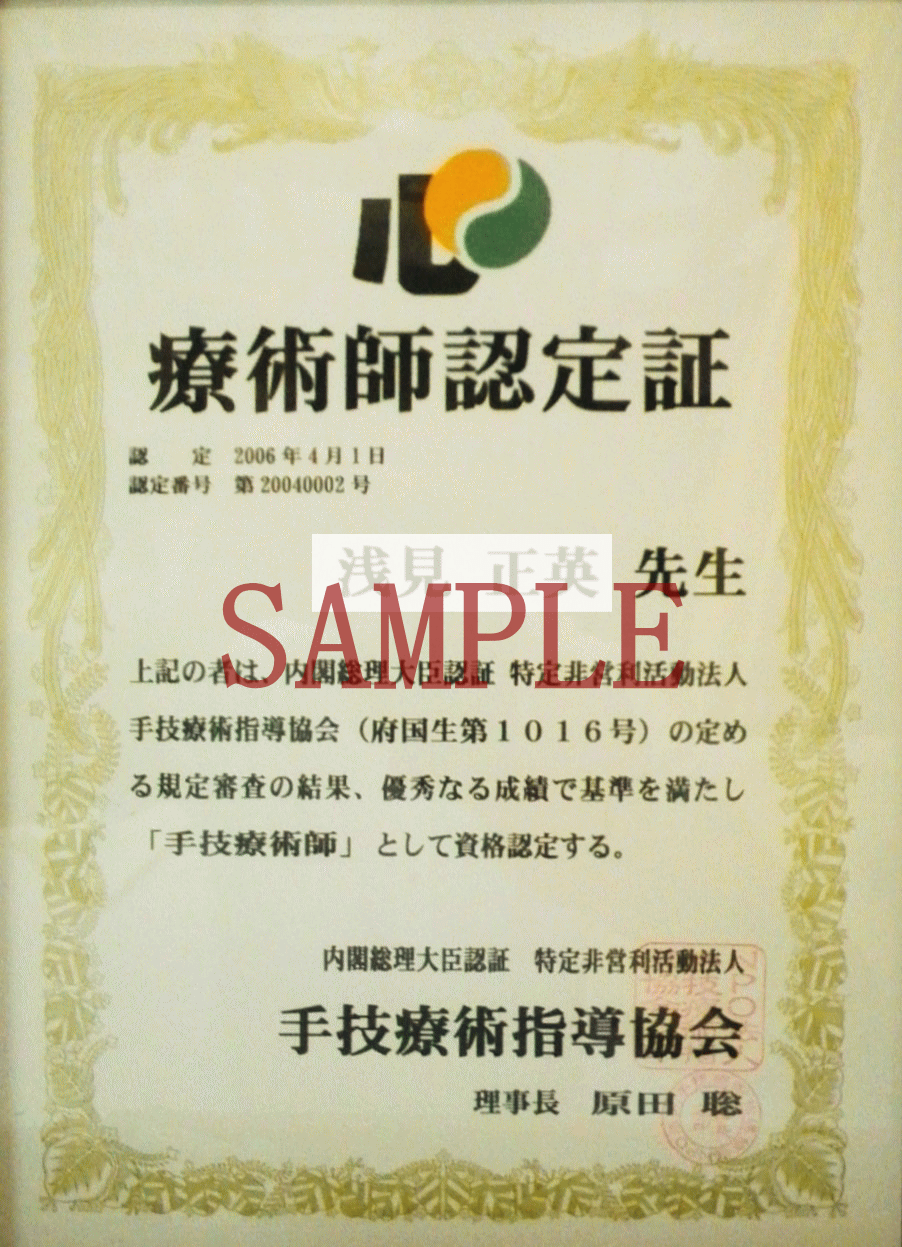 心
療術師認定証
認　定　2006年4月1日
認定番号　第20040002号
浅見 正英 先生
SAMPLE
上記の者は、内閣総理大臣認証 特定非営利活動法人
手技療術指導協会（府国生第１０１６号）の定め
る規定審査の結果、優秀なる成績で基準を満たし
「手技療術師」として資格認定する。
内閣総理大臣認証　特定非営利活動法人
手技療術指導協会
理事長　原田 聡